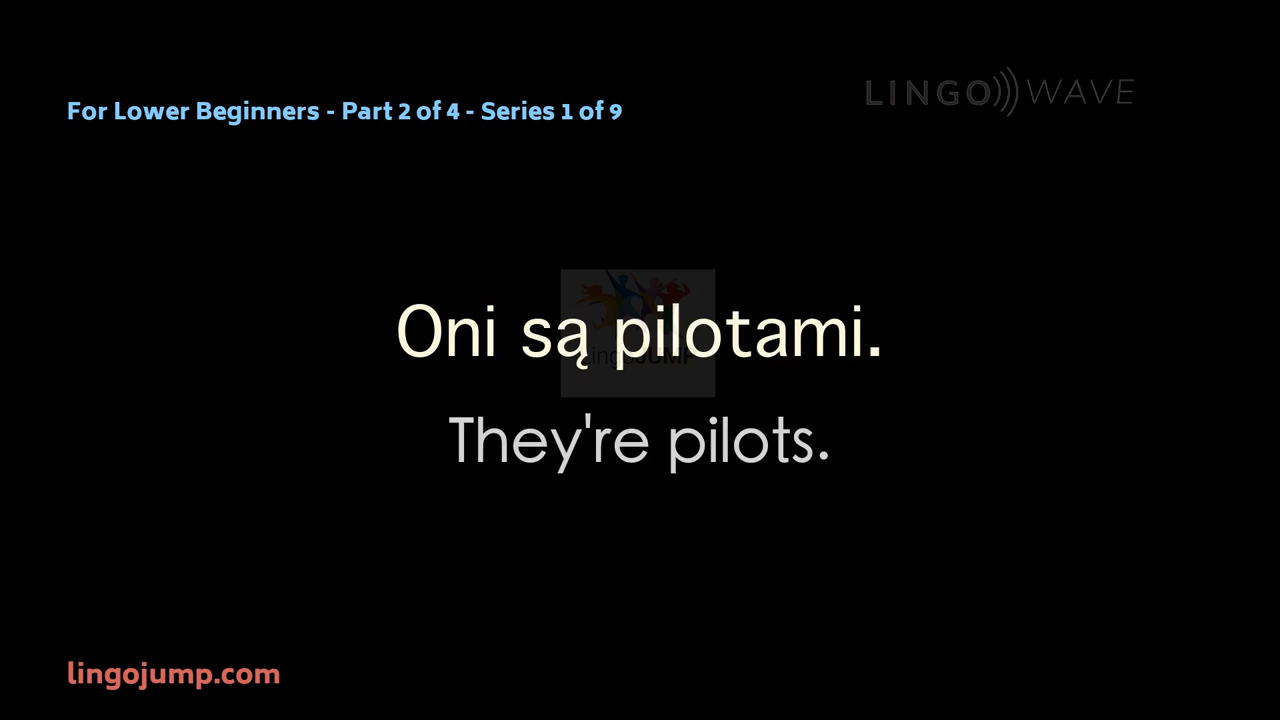 For Lower Beginners - Part 2 of 4 - Series 1 of 9
LINGO WAVE
Oni są pilotami.
LingoJUMP
They're pilots.
lingojump.com